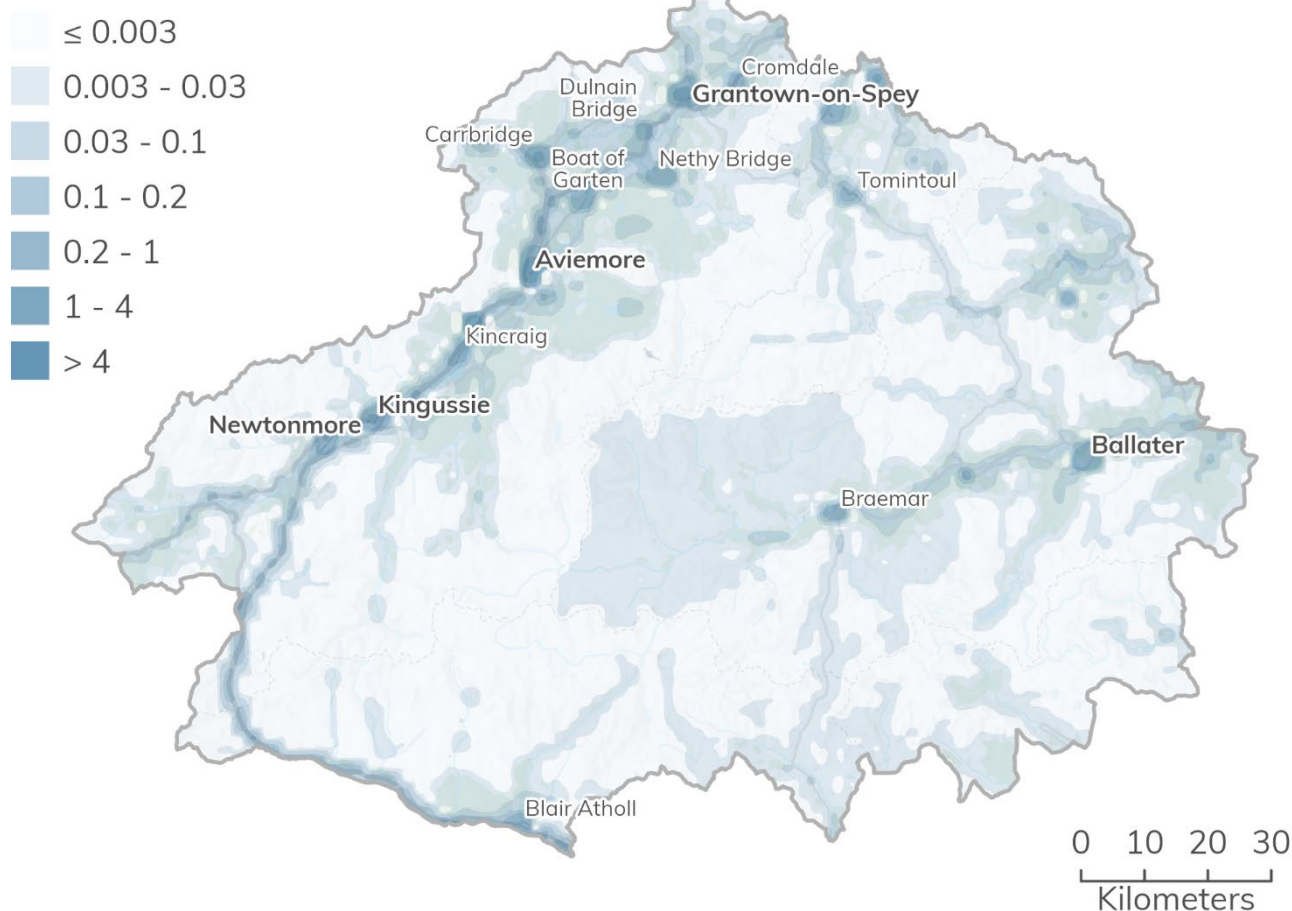 ≤ 0.003
0.003 - 0.03
0.03 - 0.1
0.1 - 0.2
0.2 - 1
1 - 4
> 4
Cromdale
Dulnain
Bridge
Grantown-on-Spey
Carrbridge
Boat of
Garten
Nethy Bridge
Tomintoul
Aviemore
Kincraig
Kingussie
Newtonmore
Ballater
Braemar
Blair Atholl
0 10 20 30
Kilometers